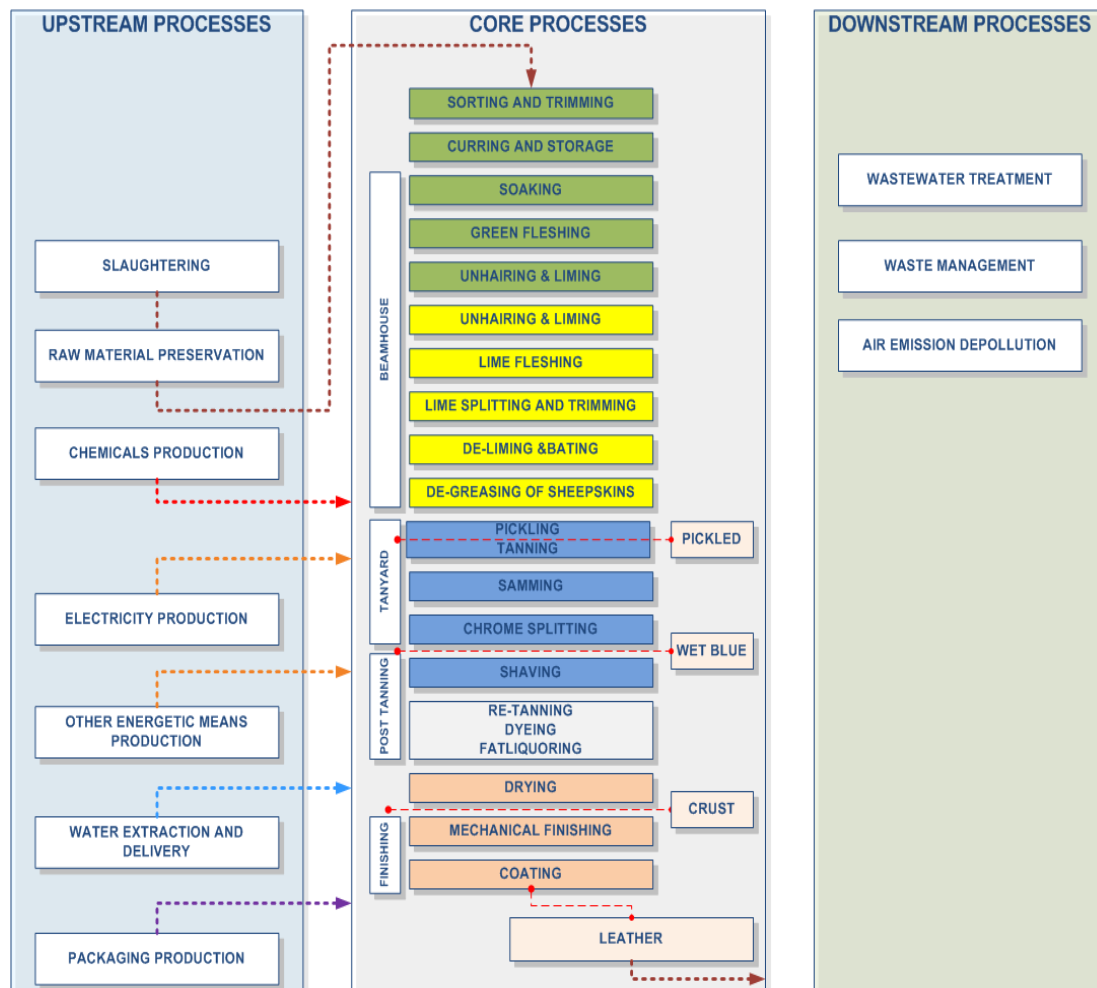 UPSTREAM PROCESSES
SLAUGHTERING
RAW MATERIAL PRESERVATION
CHEMICALS PRODUCTION
ELECTRICITY PRODUCTION
OTHER ENERGETIC MEANS
PRODUCTION
WATER EXTRACTION AND
DELIVERY
PACKAGING PRODUCTION
CORE PROCESSES
SORTING AND TRIMMING
CURRING AND STORAGE
BEAMHOUSE
SOAKING
GREEN FLESHING
UNHAIRING & LIMING
UNHAIRING & LIMING
LIME FLESHING
LIME SPLITTING AND TRIMMING
DE-LIMING &BATING
DE-GREASING OF SHEEPSKINS
TANYARD
PICKLING
TANNING
PICKLED
SAMMING
CHROME SPLITTING
WET BLUE
POST TANNING
SHAVING
RE-TANNING
DYEING
FATLIQUORING
DRYING
CRUST
FINISHING
MECHANICAL FINISHING
COATING
LEATHER
DOWNSTREAM PROCESSES
WASTEWATER TREATMENT
WASTE MANAGEMENT
AIR EMISSION DEPOLLUTION